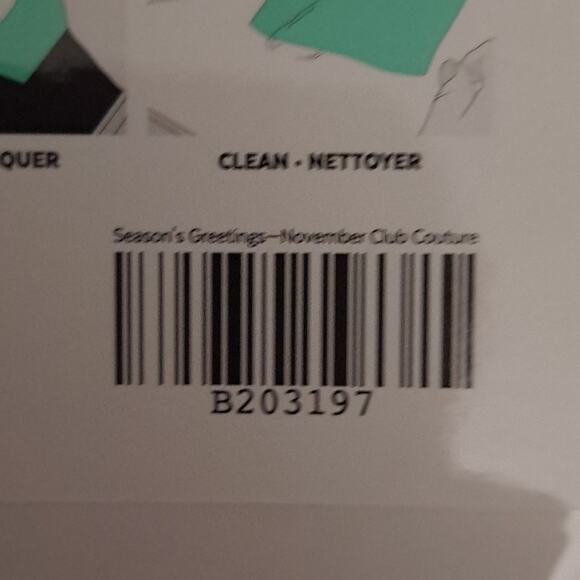 QUER
CLEAN - NETTOYER
Season's Greetings—November Club Couture
B203197